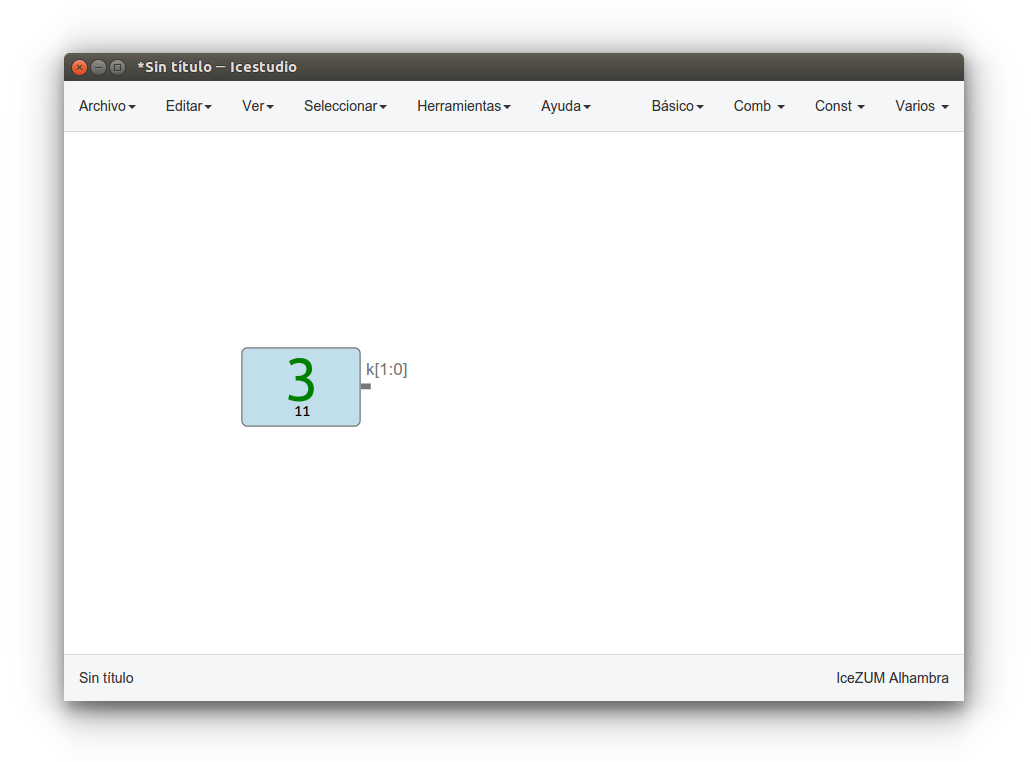 *Sin título — Icestudio
Archivo Editar Ver Seleccionar Herramientas Ayuda Básico Comb Const Varios
3
11
k[1:0]
Sin título IceZUM Alhambra